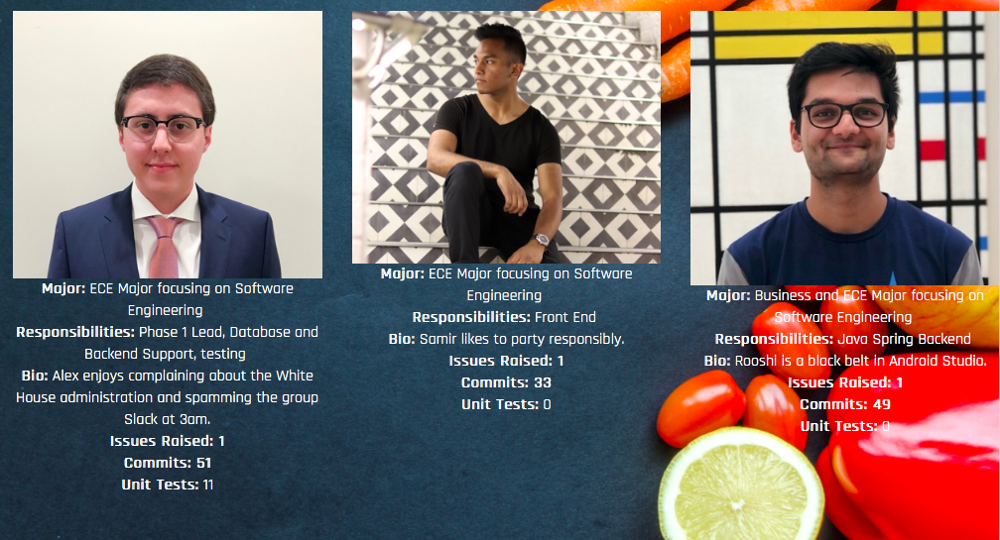 Major: ECE Major focusing on Software
Engineering
Responsibilities: Phase 1 Lead, Database and
Backend Support, testing
Bio: Alex enjoys complaining about the White
House administration and spamming the group
Slack at 3am.
Issues Raised: 1
Commits: 51
Unit Tests: 11
Major: ECE Major focusing on Software
Engineering
Responsibilities: Front End
Bio: Samir likes to party responsibly.
Issues Raised: 1
Commits: 33
Unit Tests: 0
Major: Business and ECE Major focusing on
Software Engineering
Responsibilities: Java Spring Backend
Bio: Rooshi is a black belt in Android Studio.
Issues Raised: 1
Commits: 49
Unit Tests: 0